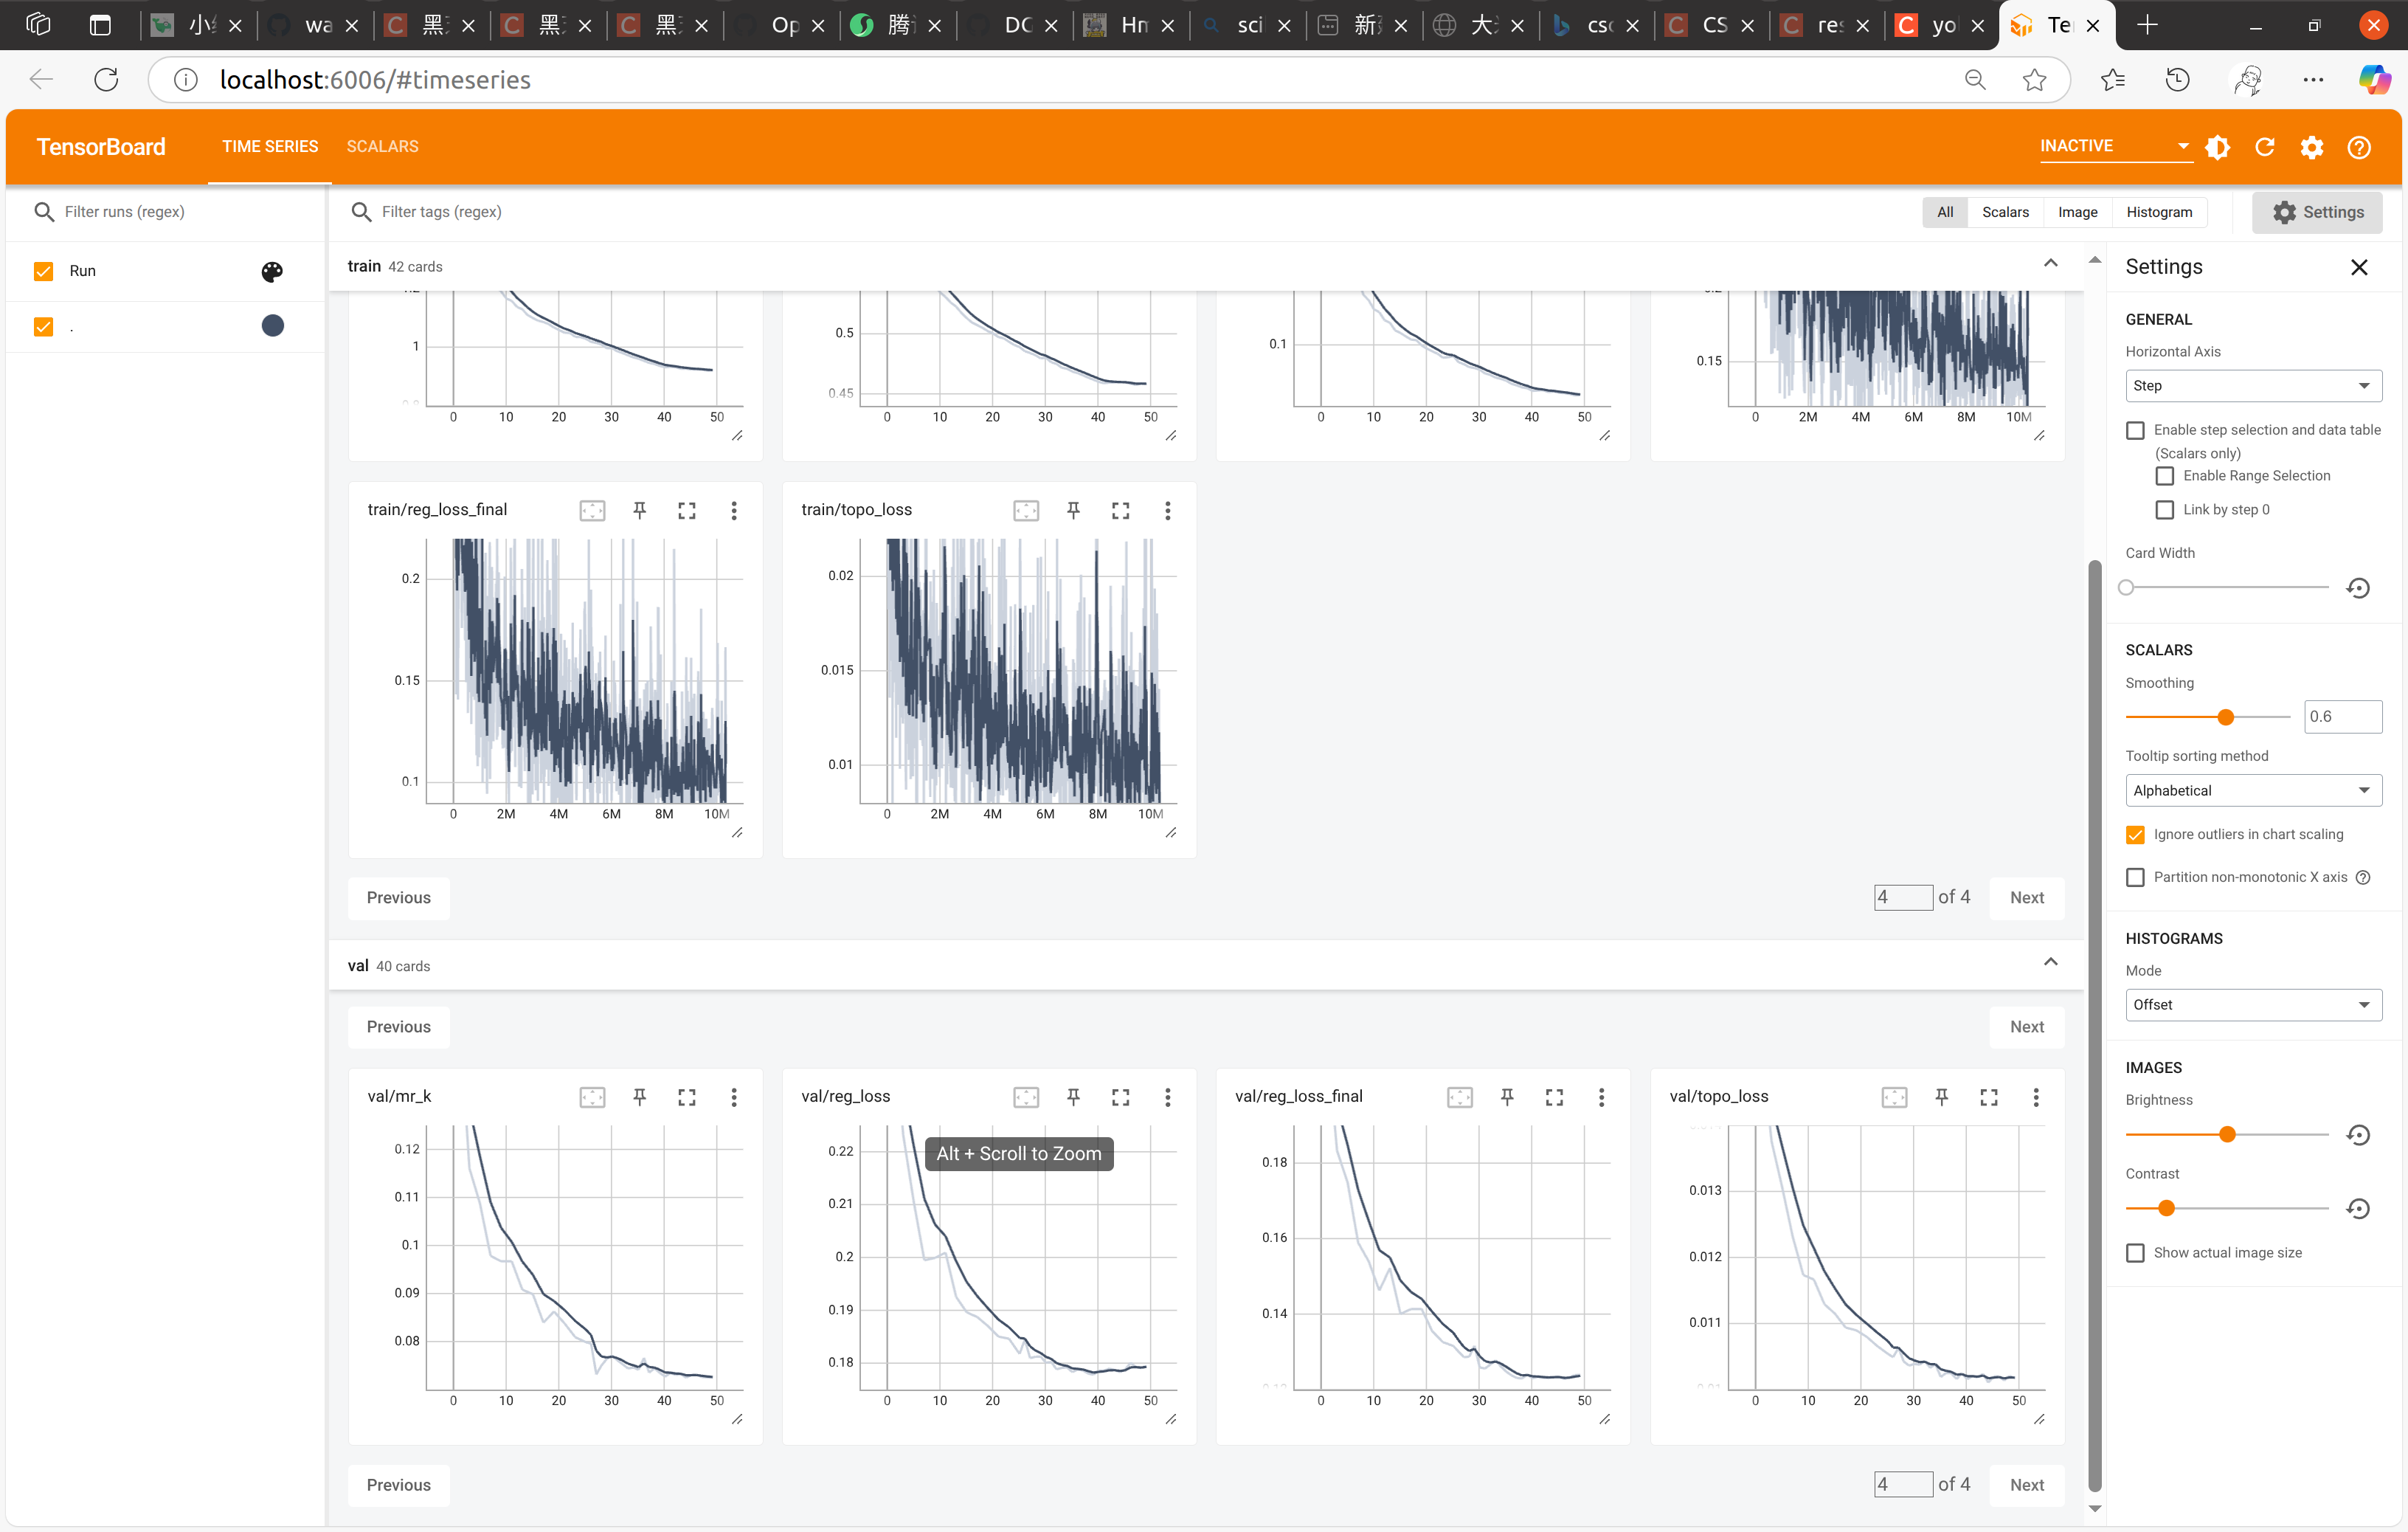 小纟 wa 黑 黑 黑 Op 腾 DC Hn sci 新 大 csc CS res yo Te
localhost:6006/#timeseries
TensorBoard TIME SERIES SCALARS INACTIVE
Filter runs (regex) Filter tags (regex) All Scalars Image Histogram Settings
Run
.
train 42 cards
1
0 10 20 30 40 50
0.5
0.45
0 10 20 30 40 50
0.1
0 10 20 30 40 50
0.15
0 2M 4M 6M 8M 10M
train/reg_loss_final
0.2
0.15
0.1
0 2M 4M 6M 8M 10M
train/topo_loss
0.02
0.015
0.01
0 2M 4M 6M 8M 10M
Previous 4 of 4 Next
val 40 cards
Previous Next
val/mr_k
0.12
0.11
0.1
0.09
0.08
0 10 20 30 40 50
val/reg_loss
Alt + Scroll to Zoom
0.22
0.21
0.2
0.19
0.18
0 10 20 30 40 50
val/reg_loss_final
0.18
0.16
0.14
0 10 20 30 40 50
val/topo_loss
0.013
0.012
0.011
0 10 20 30 40 50
Previous 4 of 4 Next
Settings
GENERAL
Horizontal Axis
Step
Enable step selection and data table
(Scalars only)
Enable Range Selection
Link by step 0
Card Width
SCALARS
Smoothing
0.6
Tooltip sorting method
Alphabetical
Ignore outliers in chart scaling
Partition non-monotonic X axis
HISTOGRAMS
Mode
Offset
IMAGES
Brightness
Contrast
Show actual image size